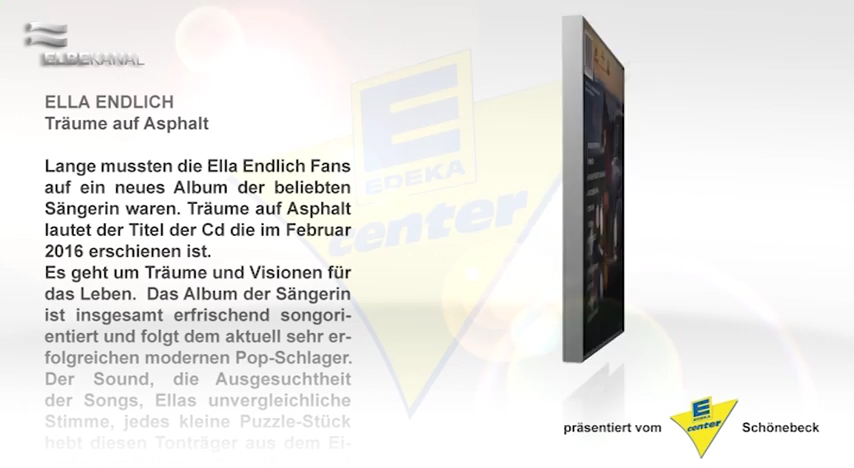 ELBEKANAL
ELLA ENDLICH
Träume auf Asphalt
Lange mussten die Ella Endlich Fans
auf ein neues Album der beliebten
Sängerin waren. Träume auf Asphalt
lautet der Titel der Cd die im Februar
2016 erschienen ist.
Es geht um Träume und Visionen für
das Leben. Das Album der Sängerin
ist insgesamt erfrischend songori-
entiert und folgt dem aktuell sehr er-
folgreichen modernen Pop-Schlager.
Der Sound, die Ausgesuchtheit
der Songs, Ellas unvergleichliche
Stimme, jedes kleine Puzzle-Stück
hebt diesen Tonträger aus dem Ei-
E
EDEKA
center
präsentiert vom
E
center
Schönebeck